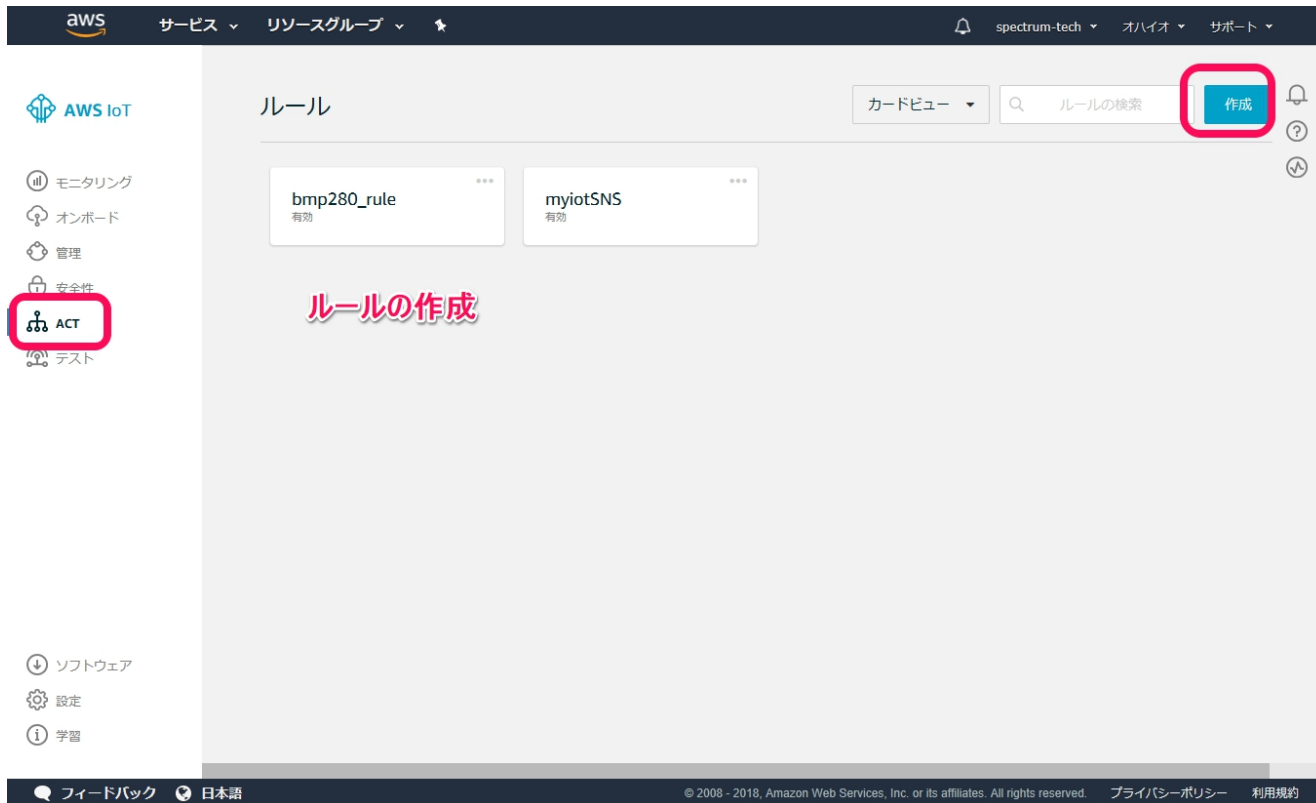 aws サービス リソースグループ spectrum-tech オハイオ サポート
AWS IoT
ルール
カードビュー
ルールの検索
作成
モニタリング
オンボード
管理
安全性
ACT
テスト
bmp280_rule
有効
myiotSNS
有効
ルールの作成
ソフトウェア
設定
学習
フィードバック 日本語 © 2008 - 2018, Amazon Web Services, Inc. or its affiliates. All rights reserved. プライバシーポリシー 利用規約